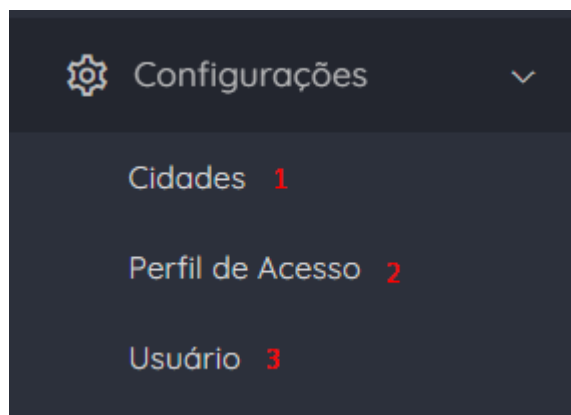 Configurações
Cidades 1
Perfil de Acesso 2
Usuário 3